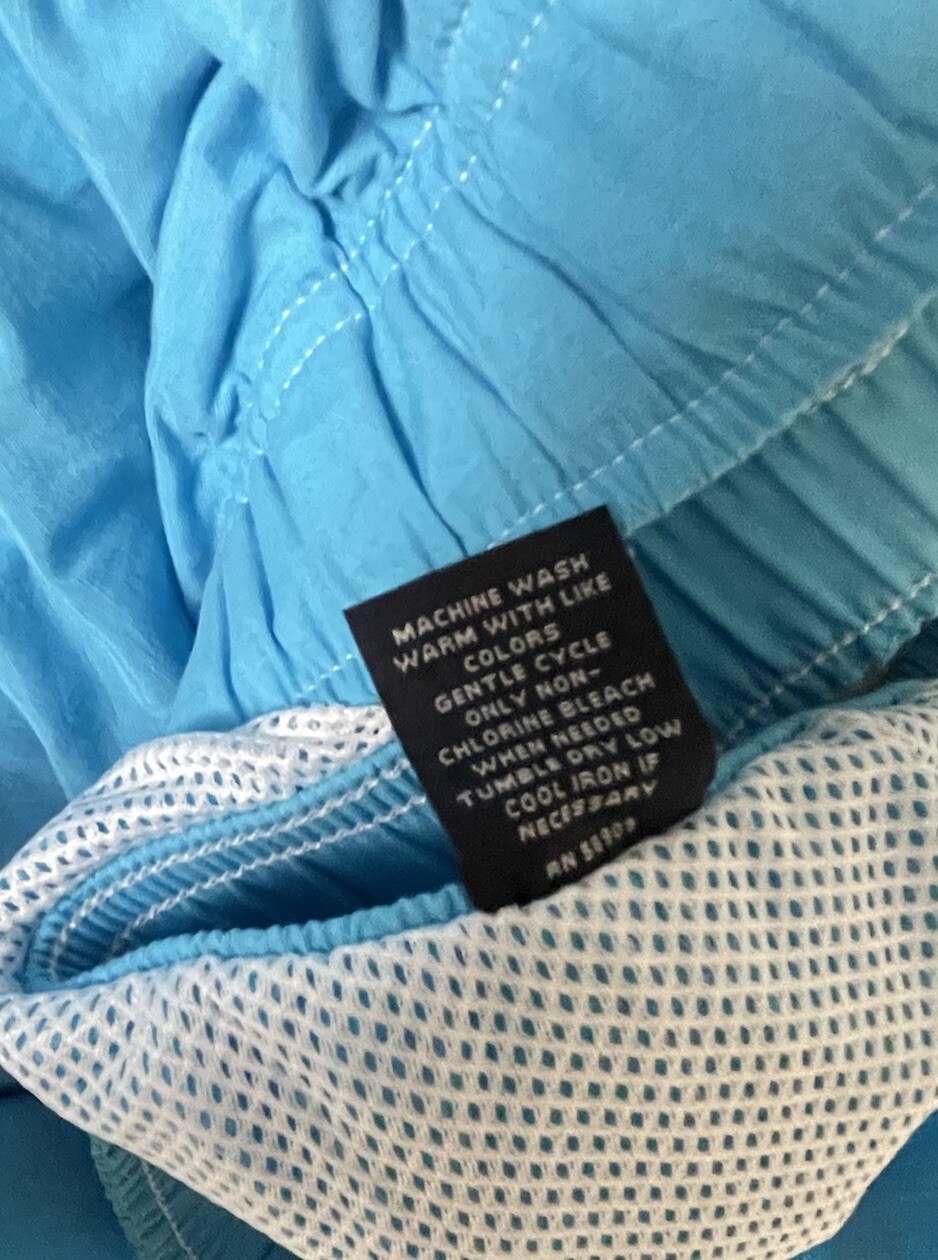 MACHINE WASH
WARM WITH LIKE
COLORS
GENTLE CYCLE
ONLY NON-
CHLORINE BLEACH
WHEN NEEDED
TUMBLE DRY LOW
COOL IRON IF
NECESSARY
RN